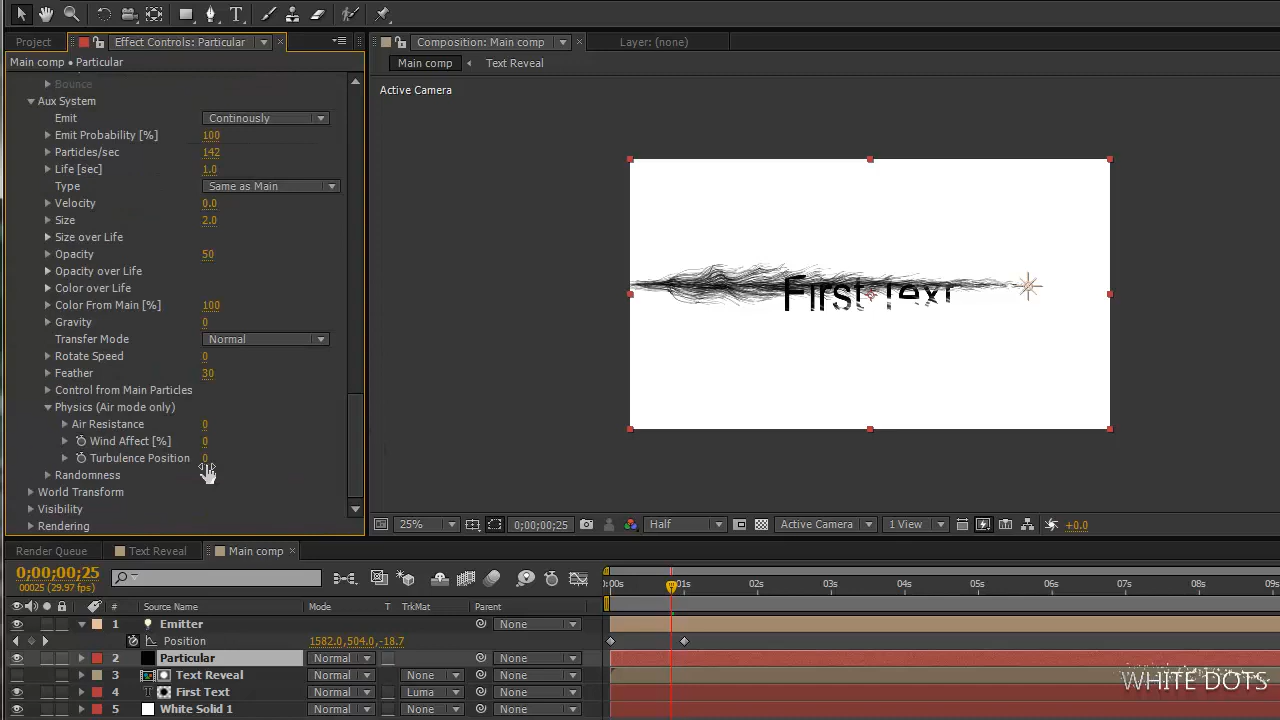 Project
Effect Controls: Particular
Composition: Main comp
Layer: (none)
Main comp • Particular
Main comp
Text Reveal
Active Camera
Bounce
Aux System
Emit Continously
Emit Probability [%] 100
Particles/sec 142
Life [sec] 1.0
Type Same as Main
Velocity 0.0
Size 2.0
Size over Life
Opacity 50
Opacity over Life
Color over Life
Color From Main [%] 100
Gravity 0
Transfer Mode Normal
Rotate Speed 0
Feather 30
Control from Main Particles
Physics (Air mode only)
Air Resistance 0
Wind Affect [%] 0
Turbulence Position 0
Randomness
World Transform
Visibility
Rendering
First Text
25% 0;00;00;25 Half Active Camera 1 View +0.0
Render Queue Text Reveal Main comp
0;00;00;25
00025 (29.97 fps)
:00s 01s 02s 03s 04s 05s 06s 07s 08s 09s
# Source Name Mode T TrkMat Parent
1 Emitter None
Position 1582.0,504.0,-18.7
2 Particular Normal None
3 Text Reveal Normal None None
4 First Text Normal Luma None
5 White Solid 1 Normal None None
WHITE DOTS